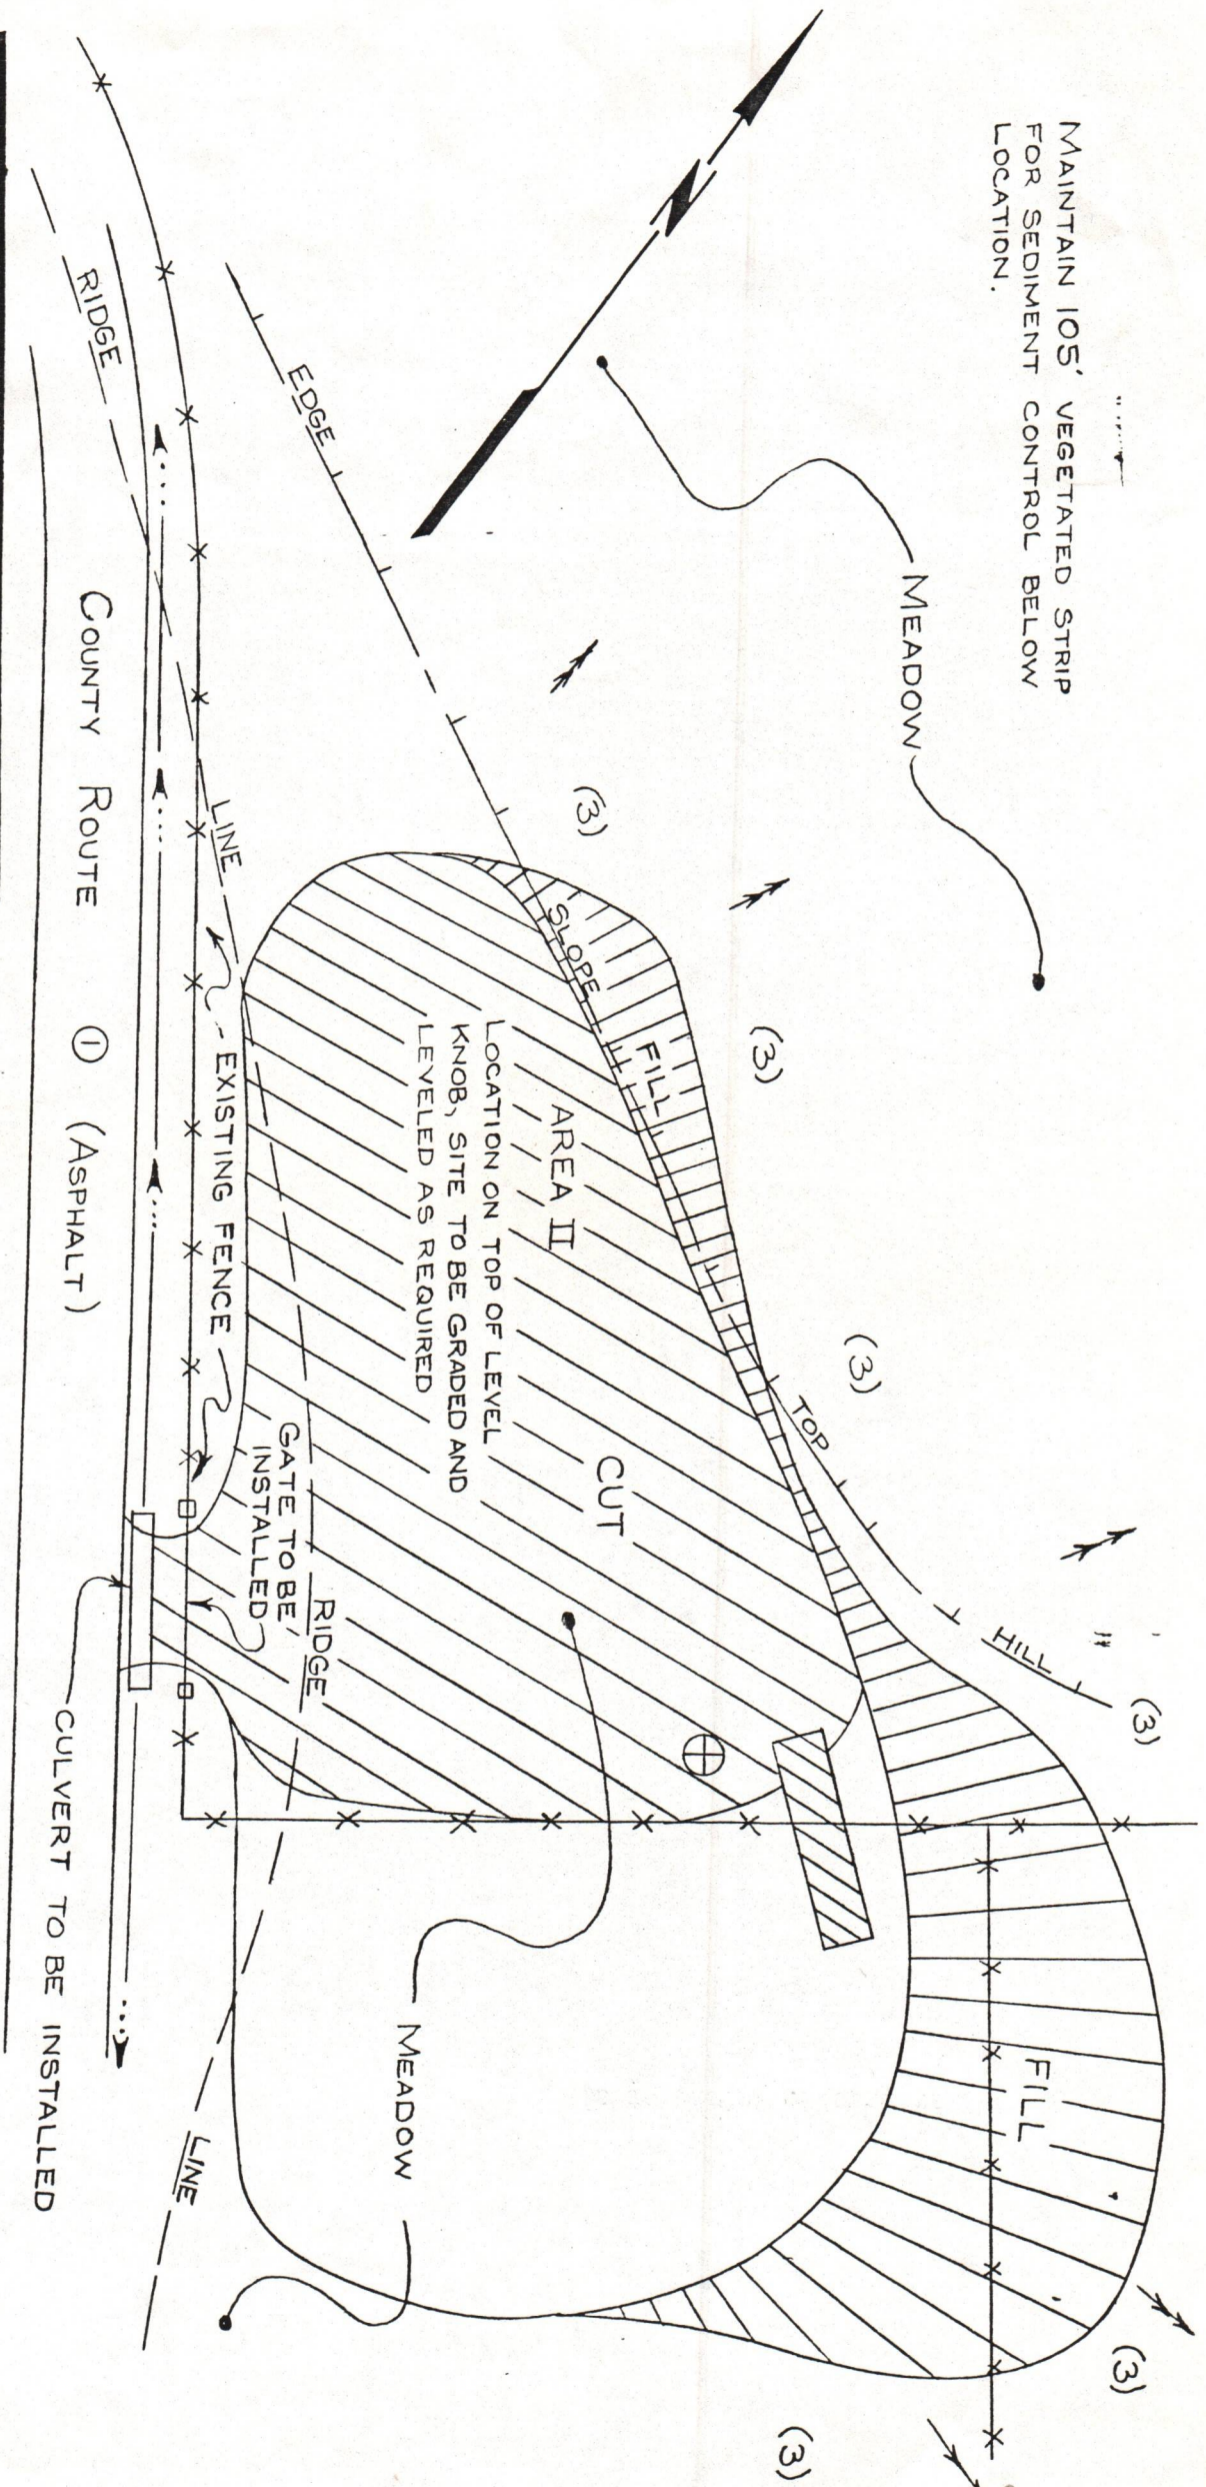 MAINTAIN 105' VEGETATED STRIP
FOR SEDIMENT CONTROL BELOW
LOCATION.
MEADOW
N
(3)
(3)
(3)
(3)
(3)
(3)
TOP
HILL
EDGE
SLOPE
FILL
FILL
AREA II
LOCATION ON TOP OF LEVEL
KNOB, SITE TO BE GRADED AND
LEVELED AS REQUIRED
CUT
MEADOW
RIDGE
LINE
EXISTING FENCE
GATE TO BE
INSTALLED
RIDGE
LINE
COUNTY ROUTE ① (ASPHALT)
CULVERT TO BE INSTALLED